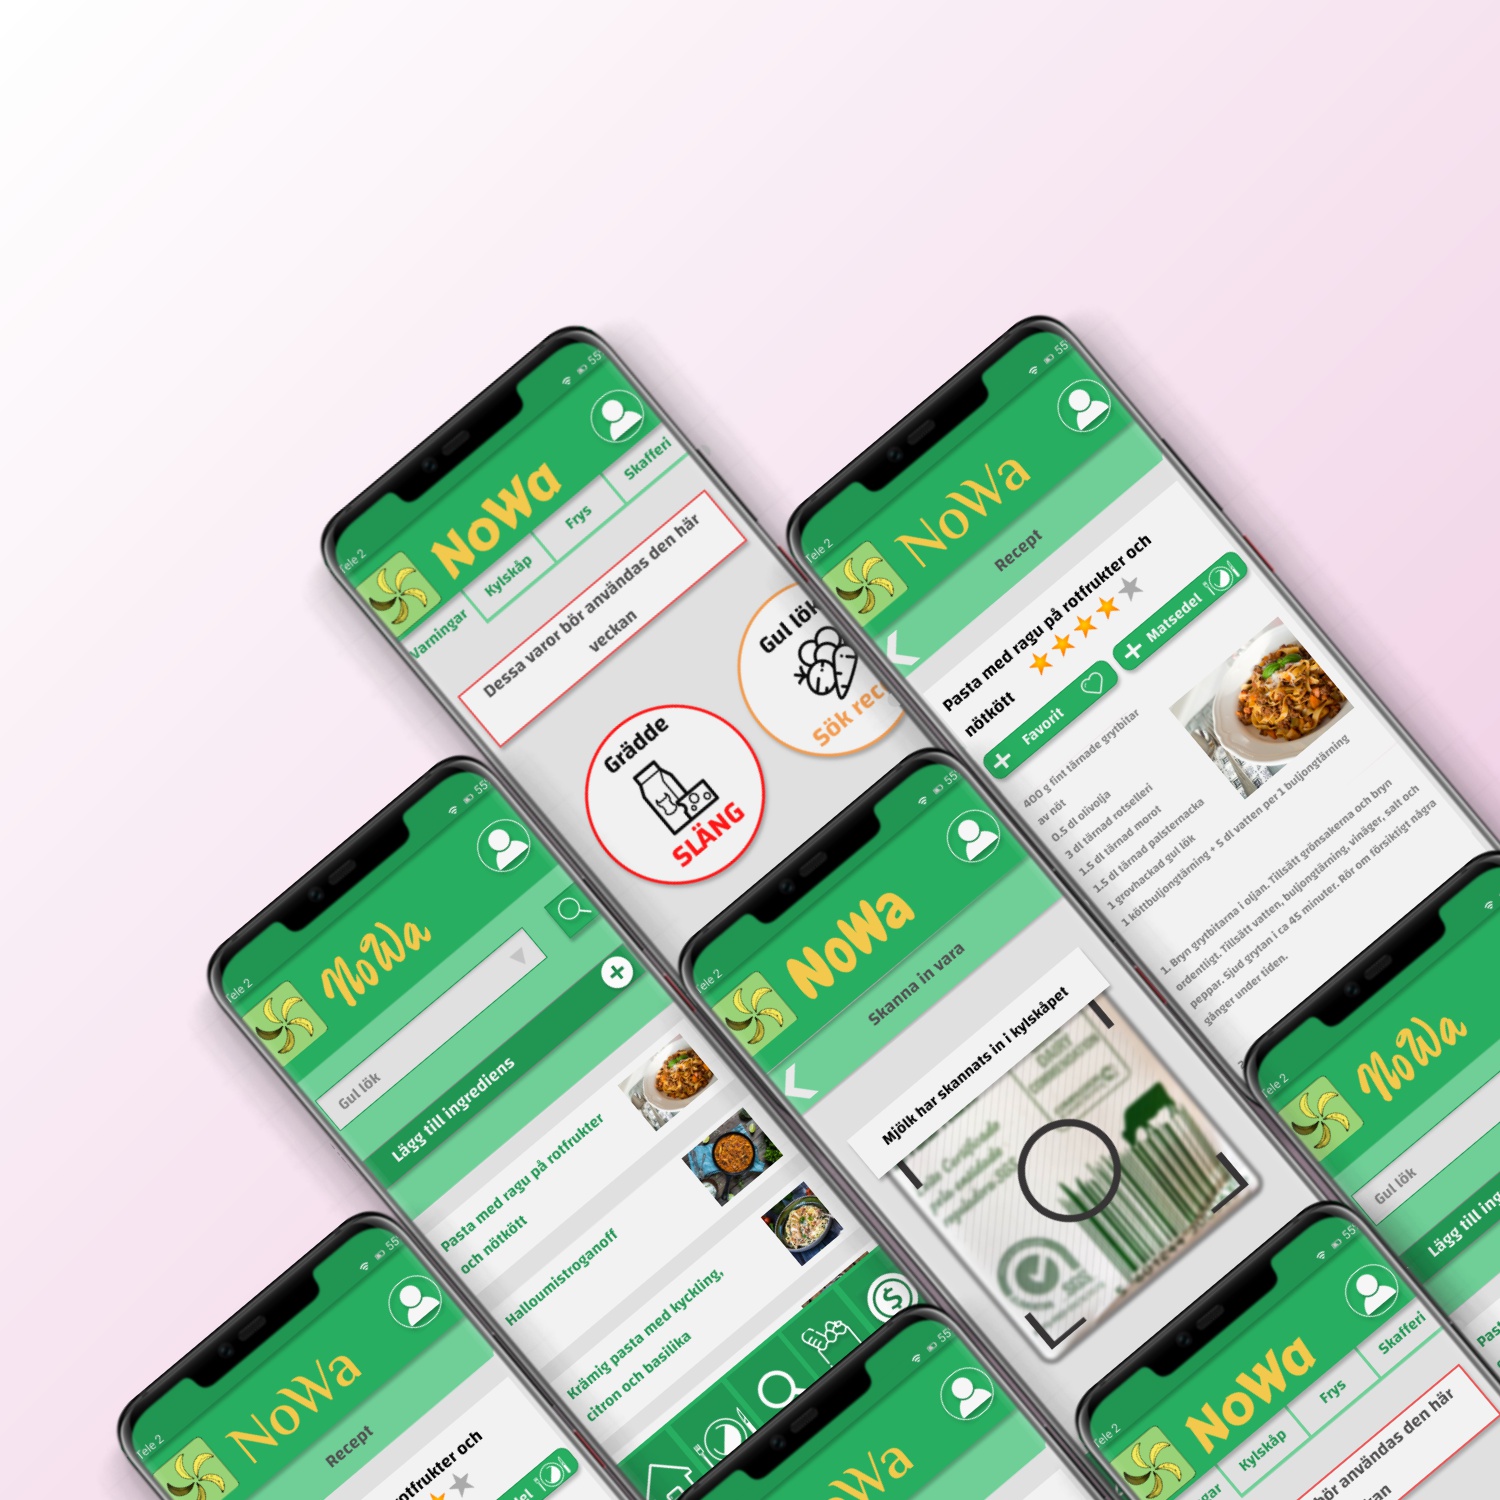 Tele 2
55
NoWa
Varningar
Kylskåp
Frys
Skafferi
Dessa varor bör användas den här
veckan
Grädde
SLÄNG
Gul lök
Sök rec
Tele 2
55
NoWa
Recept
Pasta med ragu på rotfrukter och
nötkött
+ Favorit
+ Matsedel
400 g fint tärnade grytbitar
av nöt
0.5 dl olivolja
3 dl tärnad rotselleri
1.5 dl tärnad morot
1.5 dl tärnad palsternacka
1 grovhackad gul lök
1 köttbuljongtärning + 5 dl vatten per 1 buljongtärning
1. Bryn grytbitarna i oljan. Tillsätt grönsakerna och bryn
ordentligt. Tillsätt vatten, buljongtärning, vinäger, salt och
peppar. Sjud grytan i ca 45 minuter. Rör om försiktigt några
gånger under tiden.
Tele 2
55
NoWa
Gul lök
Lägg till ingrediens
+
Pasta med ragu på rotfrukter
och nötkött
Halloumistroganoff
Krämig pasta med kyckling,
citron och basilika
$
Tele 2
55
NoWa
Skanna in vara
Mjölk har skannats in i kylskåpet
DAIRY
SGS
Tele 2
NoWa
Gul lök
Lägg till ing
Tele 2
55
NoWa
Recept
otfrukter och
del
55
oWa
Tele 2
55
NoWa
gar
Kylskåp
Frys
Skafferi
bör användas den här
kan